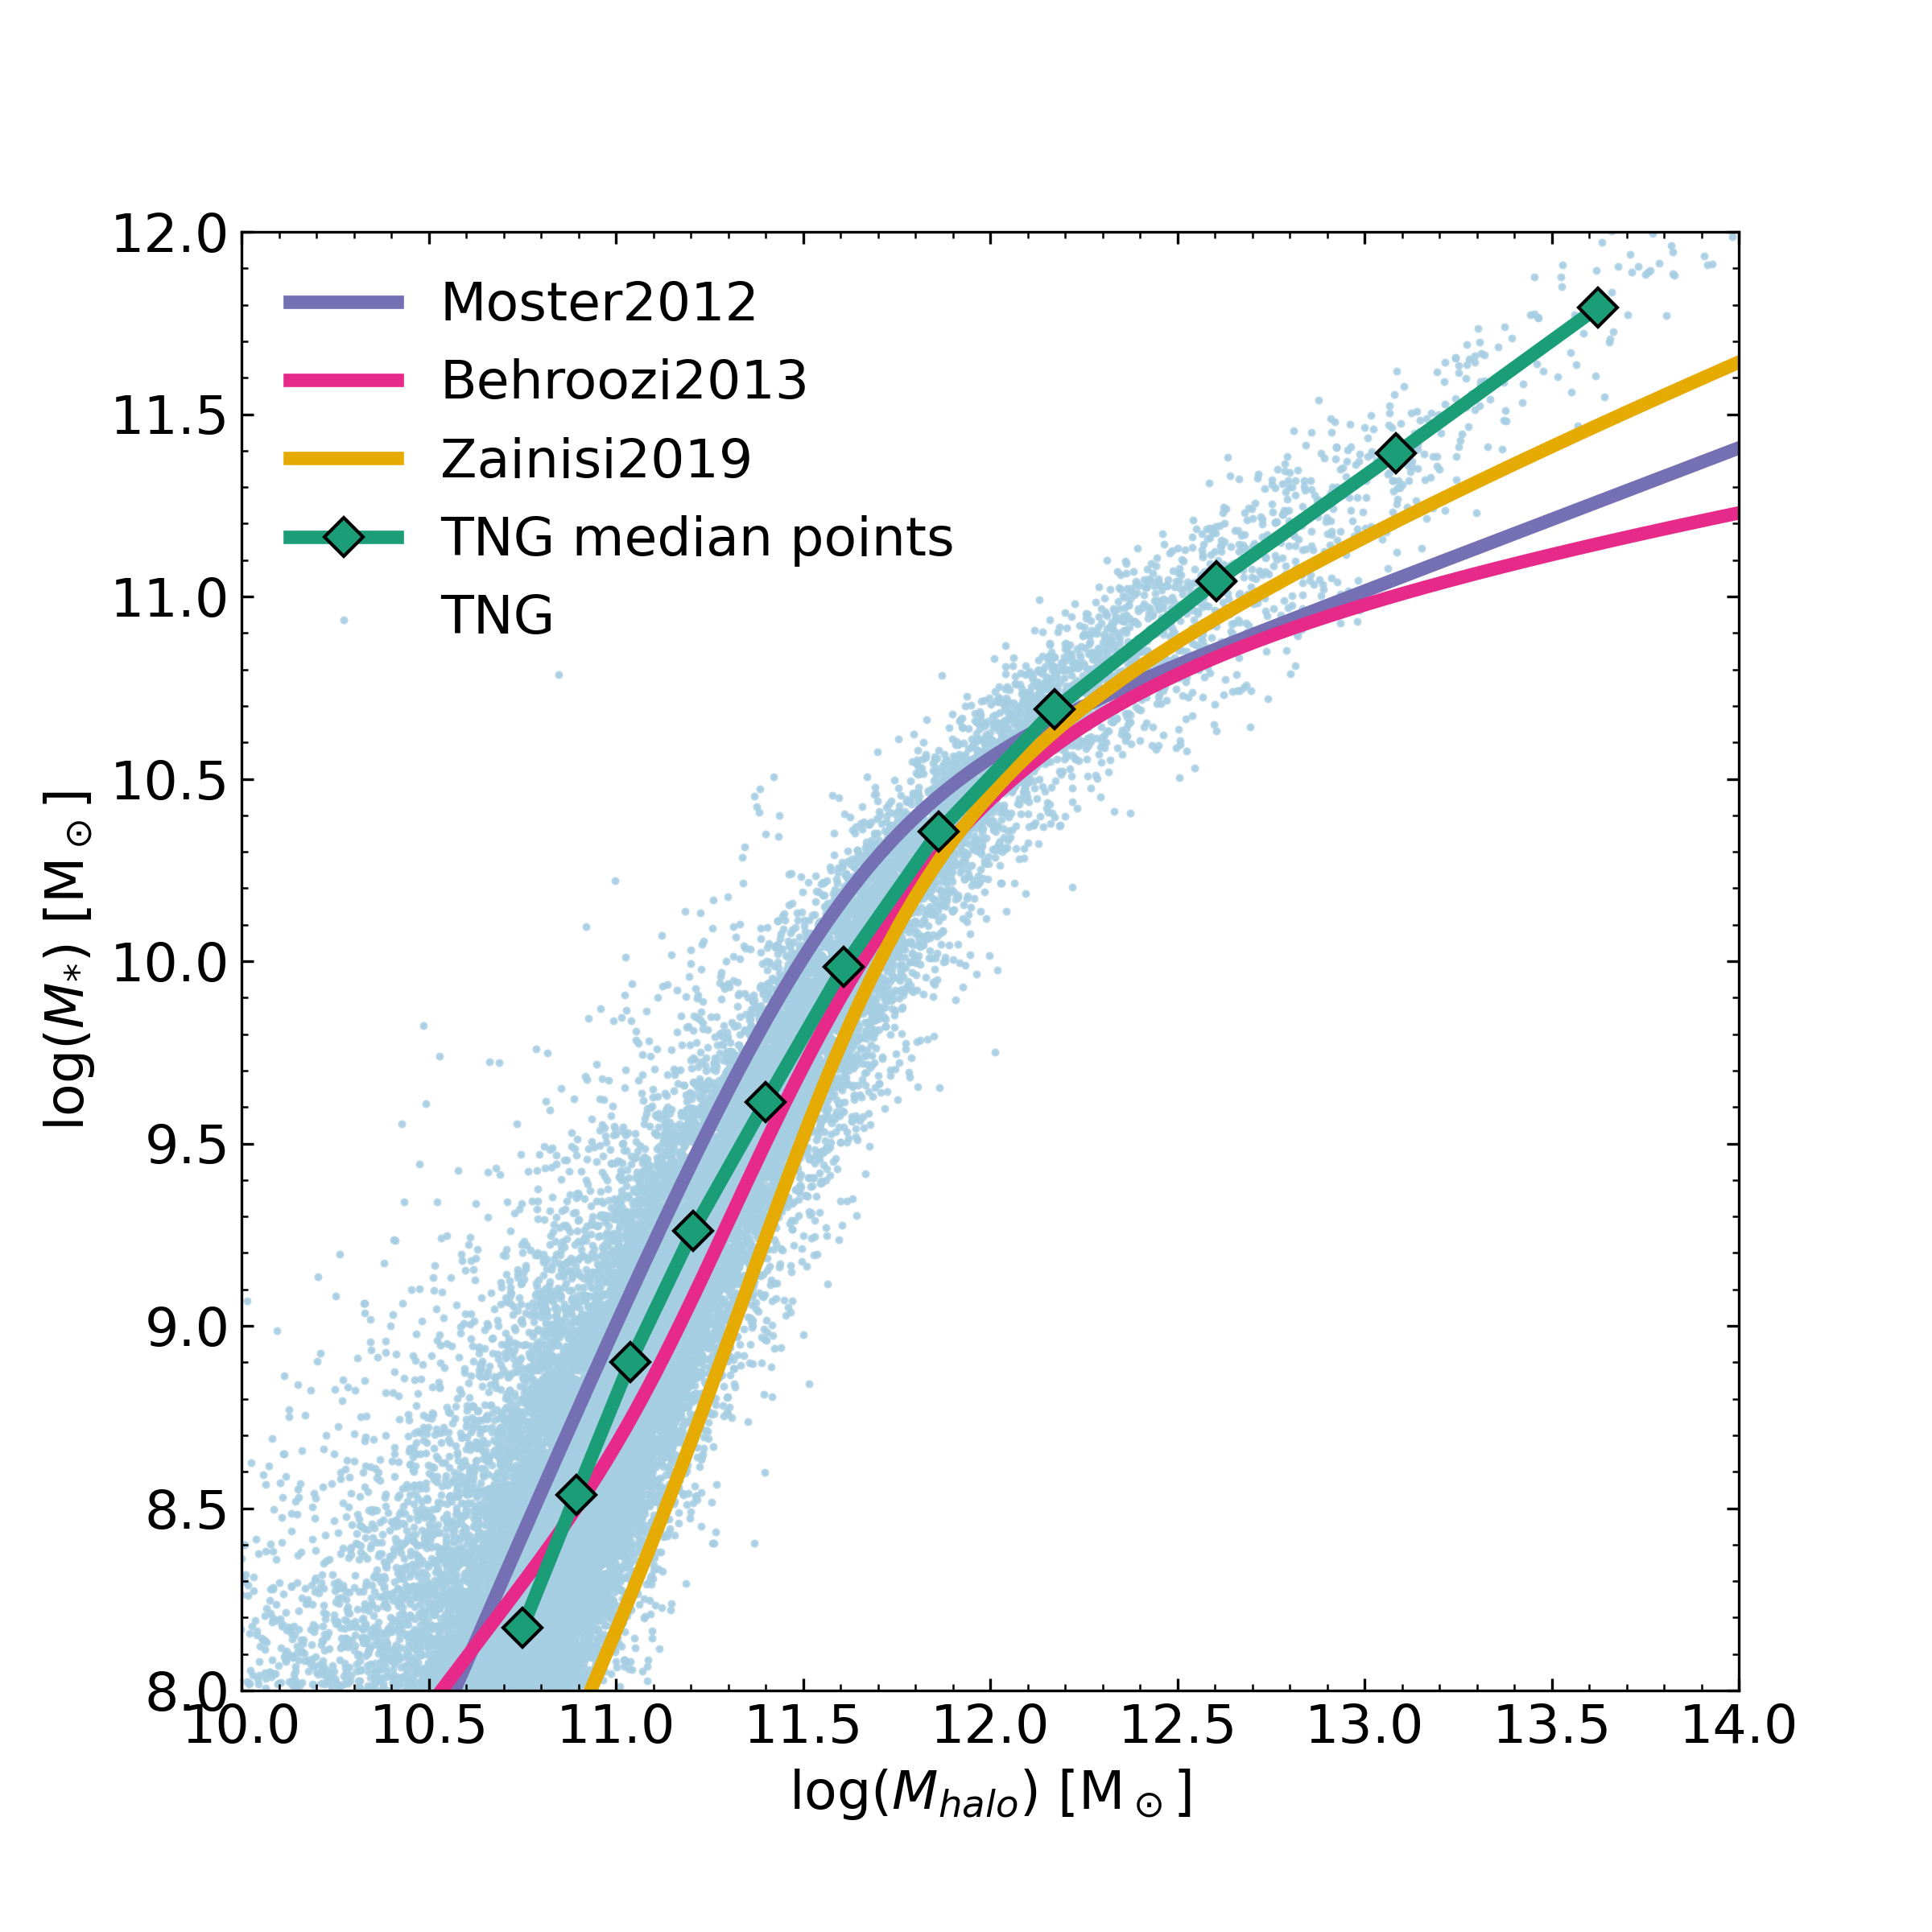 12.0
11.5
11.0
10.5
10.0
9.5
9.0
8.5
8.0
log(M*) [M⊙]
Moster2012
Behroozi2013
Zainisi2019
TNG median points
TNG
10.0 10.5 11.0 11.5 12.0 12.5 13.0 13.5 14.0
log(Mhalo) [M⊙]